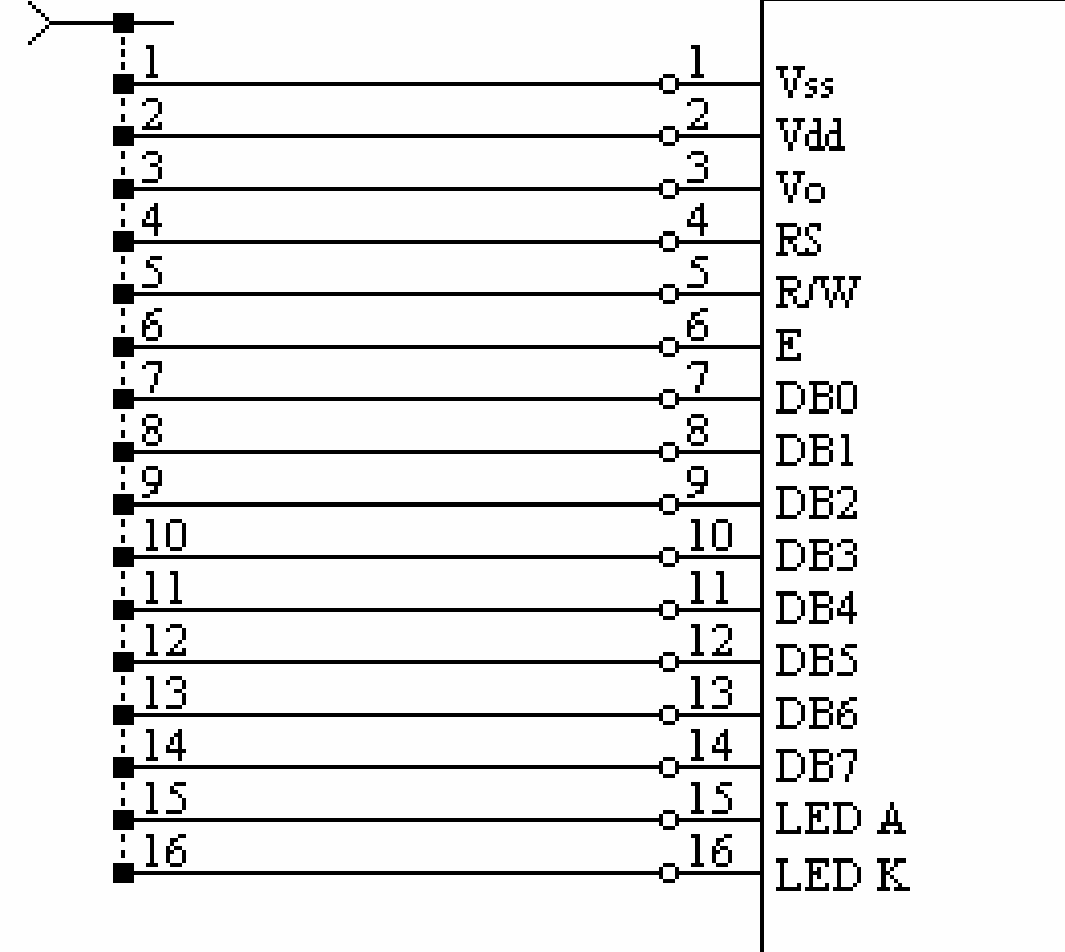 1 1 Vss
2 2 Vdd
3 3 Vo
4 4 RS
5 5 R/W
6 6 E
7 7 DB0
8 8 DB1
9 9 DB2
10 10 DB3
11 11 DB4
12 12 DB5
13 13 DB6
14 14 DB7
15 15 LED A
16 16 LED K